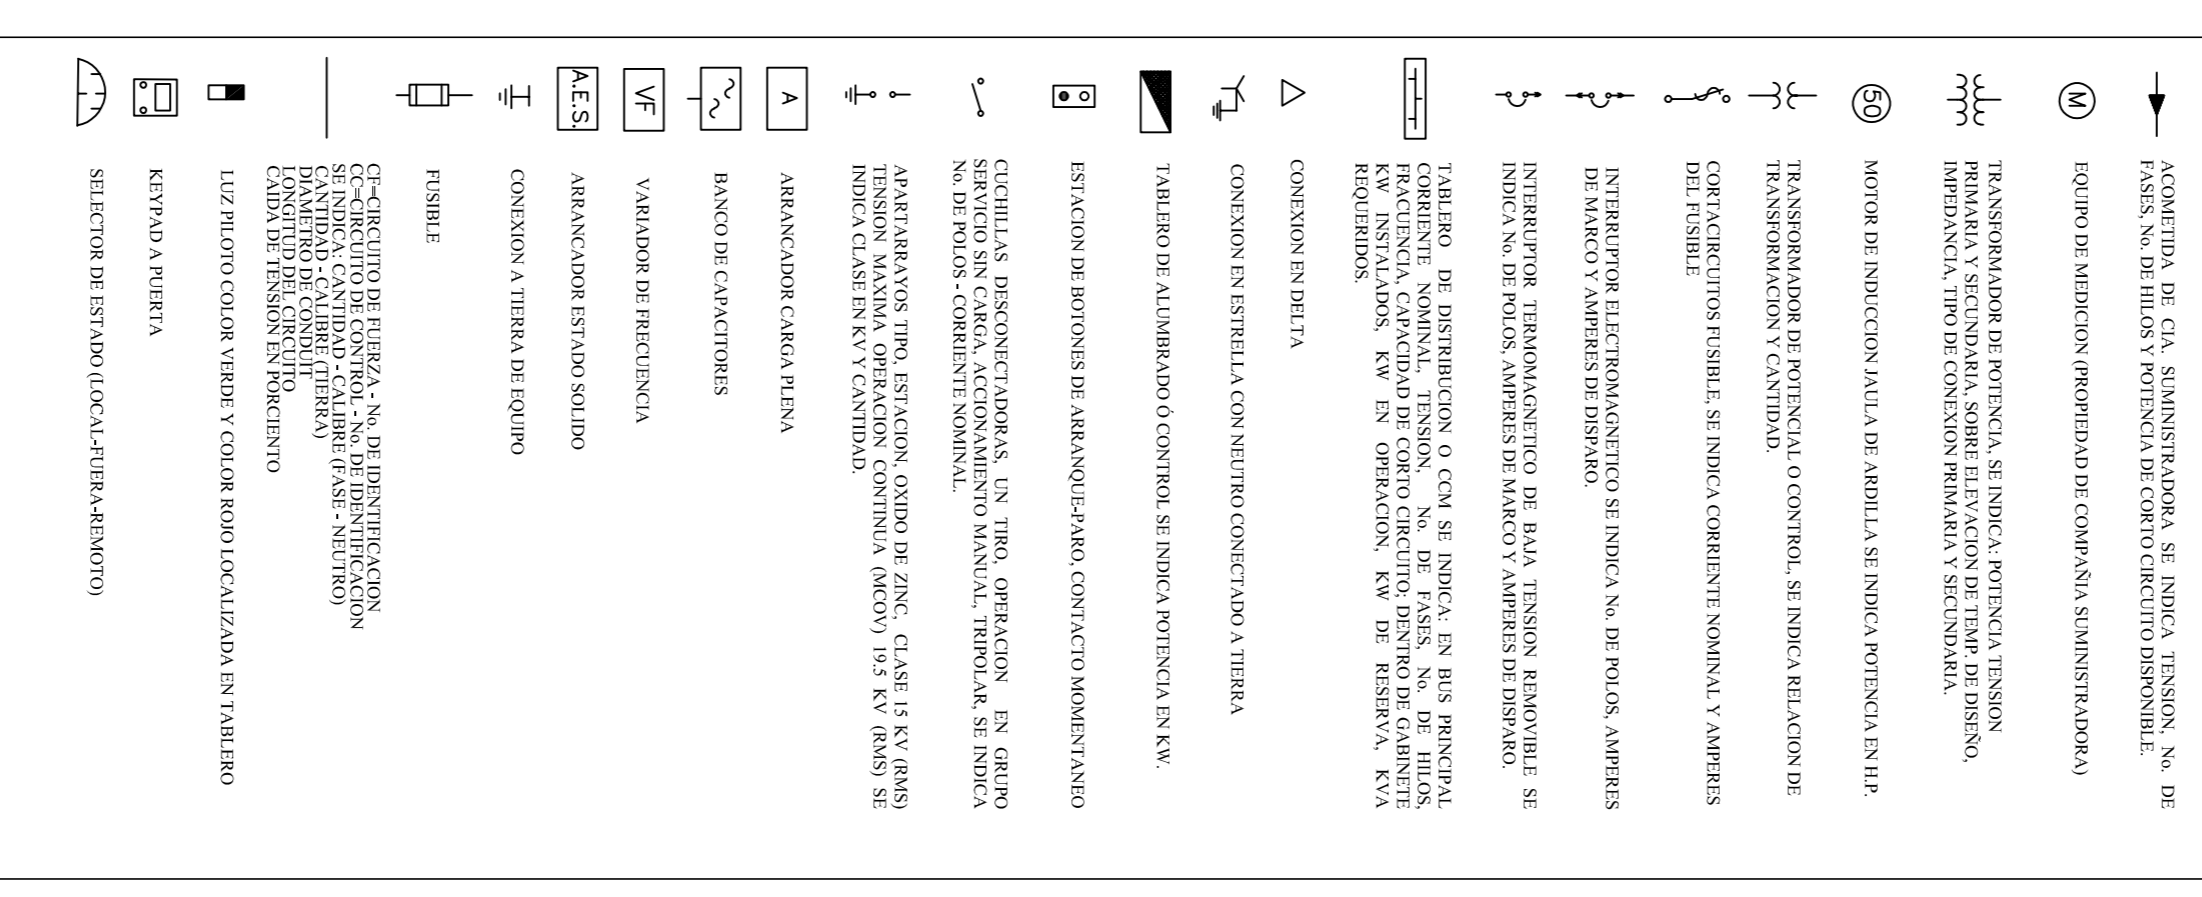 ACOMETIDA DE CIA. SUMINISTRADORA SE INDICA TENSION, No. DE
FASES, No. DE HILOS Y POTENCIA DE CORTO CIRCUITO DISPONIBLE.
M
EQUIPO DE MEDICION (PROPIEDAD DE COMPAÑIA SUMINISTRADORA)
TRANSFORMADOR DE POTENCIA, SE INDICA: POTENCIA TENSION
PRIMARIA Y SECUNDARIA, SOBRE ELEVACION DE TEMP. DE DISEÑO,
IMPEDANCIA, TIPO DE CONEXION PRIMARIA Y SECUNDARIA.
50
MOTOR DE INDUCCION JAULA DE ARDILLA SE INDICA POTENCIA EN H.P.
TRANSFORMADOR DE POTENCIAL O CONTROL, SE INDICA RELACION DE
TRANSFORMACION Y CANTIDAD.
CORTACIRCUITOS FUSIBLE, SE INDICA CORRIENTE NOMINAL Y AMPERES
DEL FUSIBLE
INTERRUPTOR ELECTROMAGNETICO SE INDICA No. DE POLOS, AMPERES
DE MARCO Y AMPERES DE DISPARO.
INTERRUPTOR TERMOMAGNETICO DE BAJA TENSION REMOVIBLE SE
INDICA No. DE POLOS, AMPERES DE MARCO Y AMPERES DE DISPARO.
TABLERO DE DISTRIBUCION O CCM SE INDICA: EN BUS PRINCIPAL
CORRIENTE NOMINAL, TENSION, No. DE FASES, No. DE HILOS,
FRACUENCIA, CAPACIDAD DE CORTO CIRCUITO; DENTRO DE GABINETE
KW INSTALADOS, KW EN OPERACION, KW DE RESERVA, KVA
REQUERIDOS.
CONEXION EN DELTA
CONEXION EN ESTRELLA CON NEUTRO CONECTADO A TIERRA
TABLERO DE ALUMBRADO Ó CONTROL SE INDICA POTENCIA EN KW.
ESTACION DE BOTONES DE ARRANQUE-PARO, CONTACTO MOMENTANEO
CUCHILLAS DESCONECTADORAS, UN TIRO, OPERACION EN GRUPO
SERVICIO SIN CARGA, ACCIONAMIENTO MANUAL, TRIPOLAR, SE INDICA
No. DE POLOS - CORRIENTE NOMINAL.
APARTARRAYOS TIPO, ESTACION, OXIDO DE ZINC, CLASE 15 KV (RMS)
TENSION MAXIMA OPERACION CONTINUA (MCOV) 19.5 KV (RMS) SE
INDICA CLASE EN KV Y CANTIDAD.
A
ARRANCADOR CARGA PLENA
BANCO DE CAPACITORES
VF
VARIADOR DE FRECUENCIA
A.E.S.
ARRANCADOR ESTADO SOLIDO
CONEXION A TIERRA DE EQUIPO
FUSIBLE
CF=CIRCUITO DE FUERZA - No. DE IDENTIFICACION
CC=CIRCUITO DE CONTROL - No. DE IDENTIFICACION
SE INDICA: CANTIDAD - CALIBRE (FASE - NEUTRO)
CANTIDAD - CALIBRE (TIERRA)
DIAMETRO DE CONDUIT
LONGITUD DEL CIRCUITO
CAIDA DE TENSION EN PORCIENTO
LUZ PILOTO COLOR VERDE Y COLOR ROJO LOCALIZADA EN TABLERO
KEYPAD A PUERTA
SELECTOR DE ESTADO (LOCAL-FUERA-REMOTO)